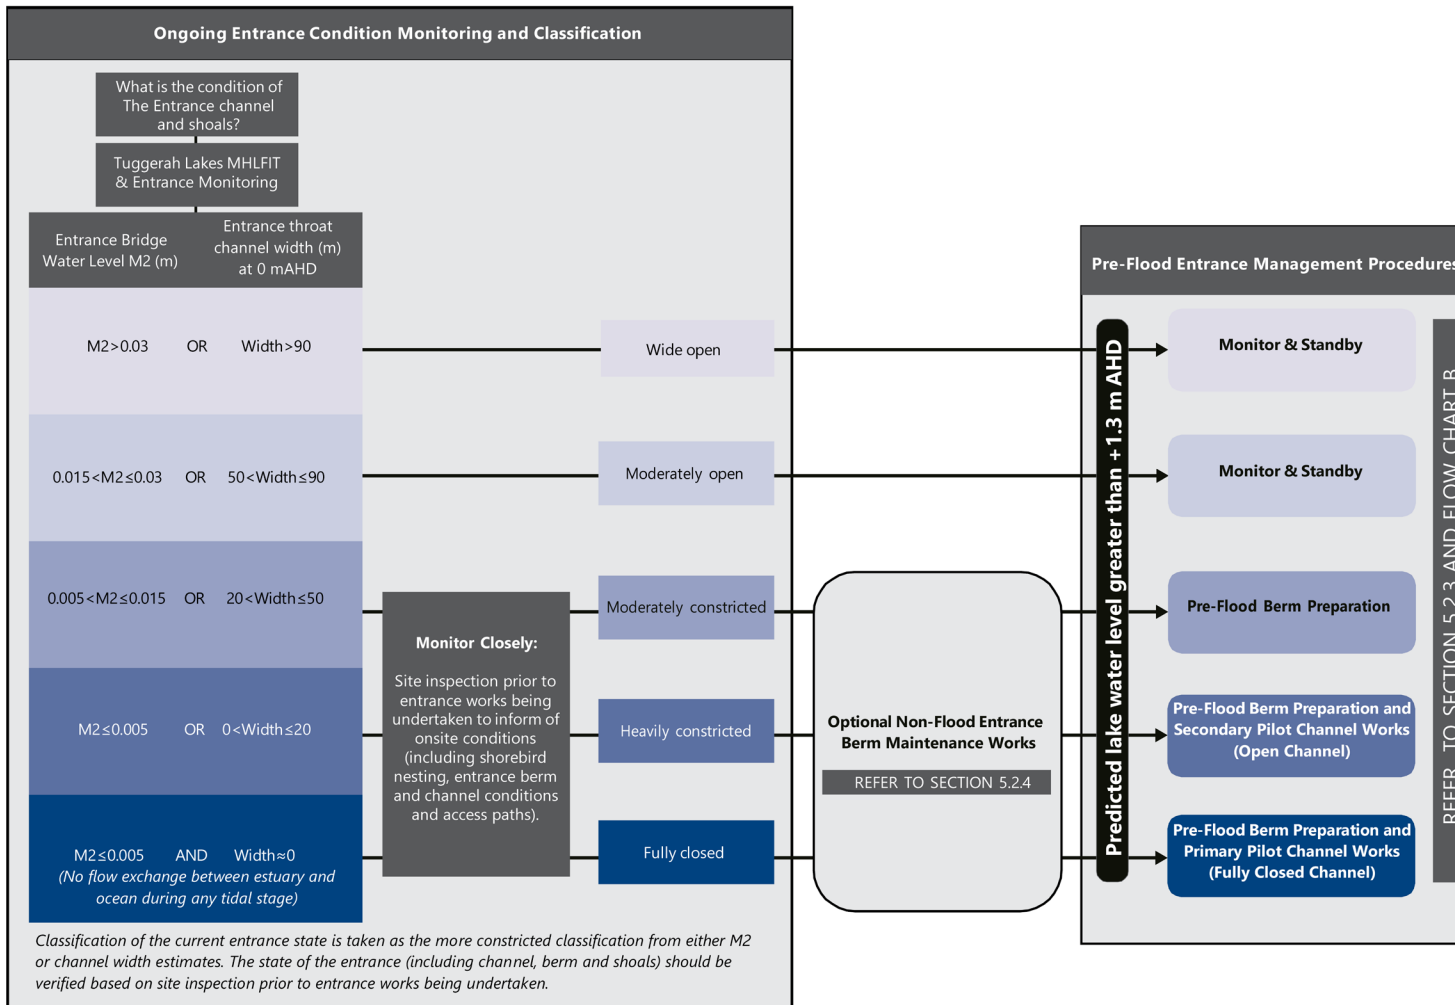 Ongoing Entrance Condition Monitoring and Classification
What is the condition of
The Entrance channel
and shoals?
Tuggerah Lakes MHLFIT
& Entrance Monitoring
Entrance Bridge
Water Level M2 (m)
Entrance throat
channel width (m)
at 0 mAHD
M2>0.03 OR Width>90
Wide open
0.015<M2≤0.03 OR 50<Width≤90
Moderately open
0.005<M2≤0.015 OR 20<Width≤50
Moderately constricted
M2≤0.005 OR 0<Width≤20
Heavily constricted
M2≤0.005 AND Width≈0
(No flow exchange between estuary and
ocean during any tidal stage)
Fully closed
Monitor Closely:
Site inspection prior to
entrance works being
undertaken to inform of
onsite conditions
(including shorebird
nesting, entrance berm
and channel conditions
and access paths).
Classification of the current entrance state is taken as the more constricted classification from either M2
or channel width estimates. The state of the entrance (including channel, berm and shoals) should be
verified based on site inspection prior to entrance works being undertaken.
Optional Non-Flood Entrance
Berm Maintenance Works
REFER TO SECTION 5.2.4
Pre-Flood Entrance Management Procedures
Predicted lake water level greater than +1.3 m AHD
Monitor & Standby
Monitor & Standby
Pre-Flood Berm Preparation
Pre-Flood Berm Preparation and
Secondary Pilot Channel Works
(Open Channel)
Pre-Flood Berm Preparation and
Primary Pilot Channel Works
(Fully Closed Channel)
REFER TO SECTION 5.2.3 AND FLOW CHART B